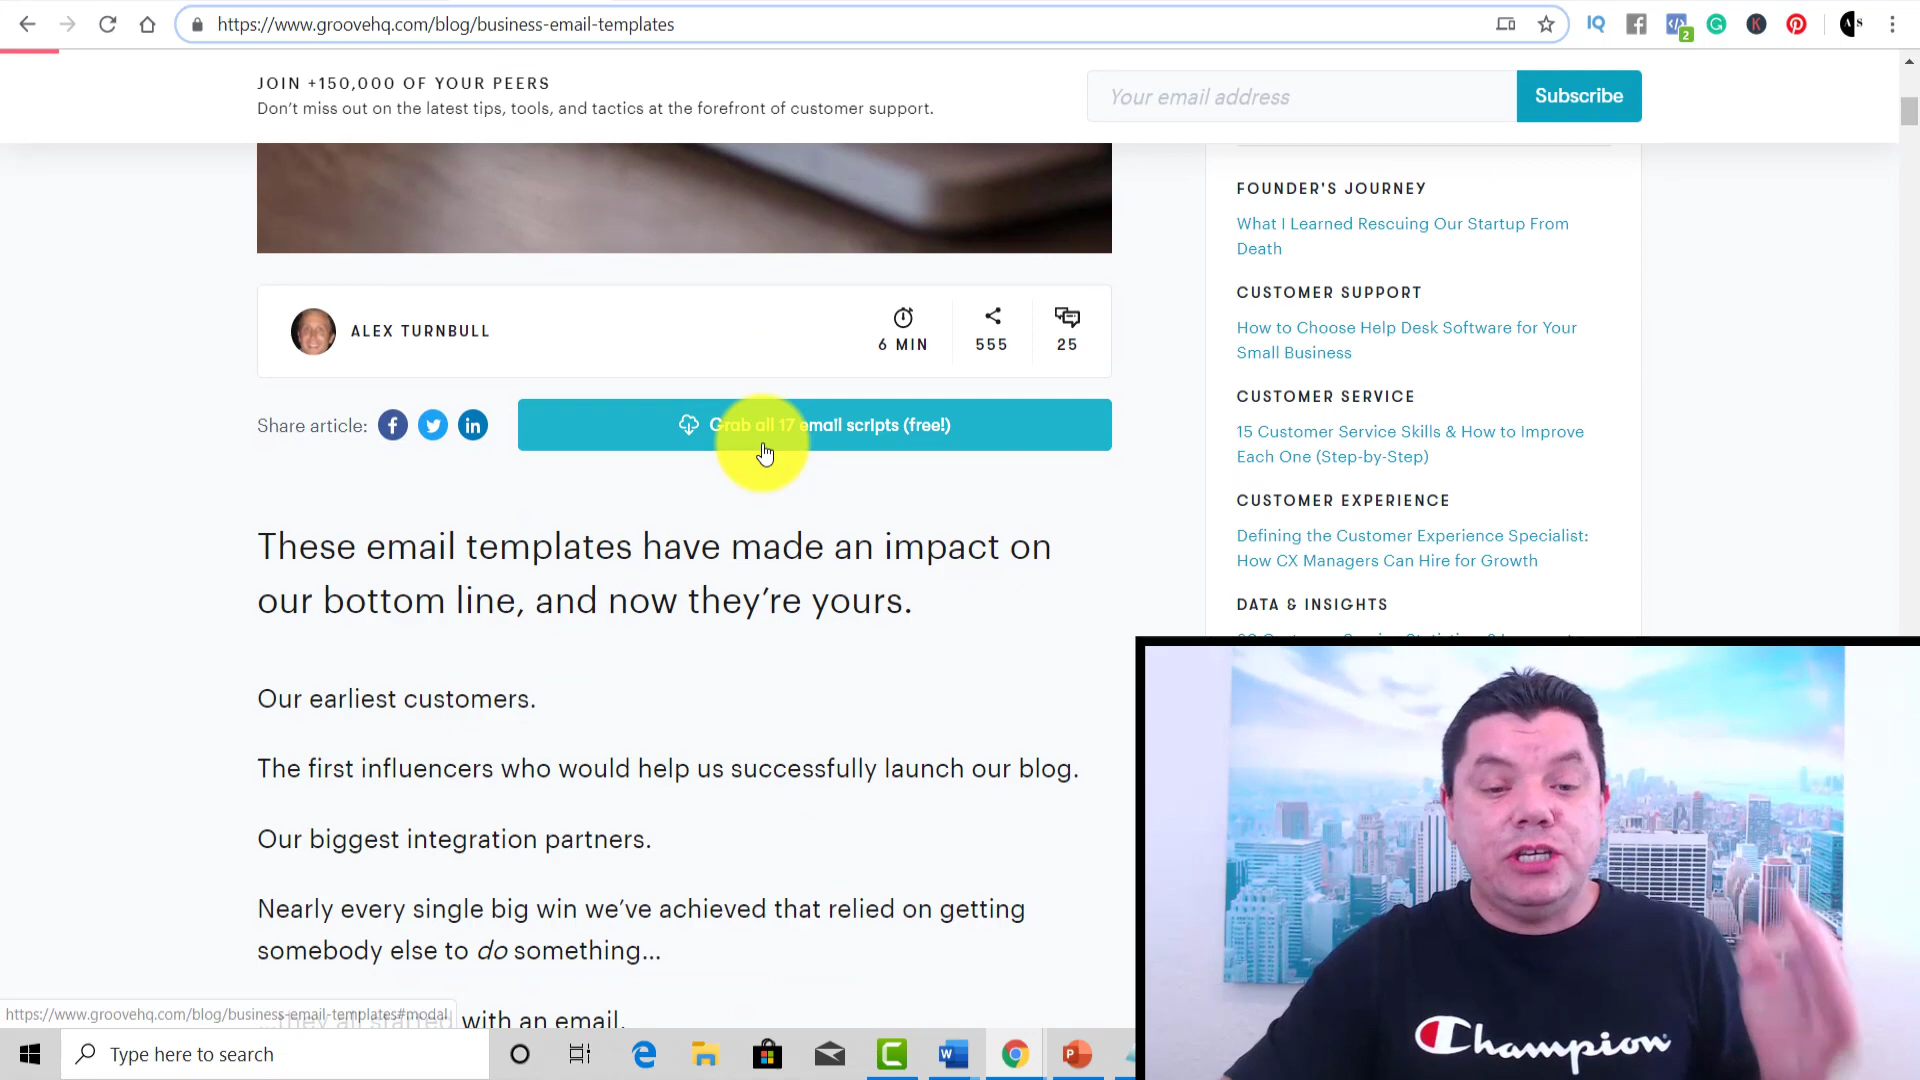 https://www.groovehq.com/blog/business-email-templates
IQ
2
JOIN +150,000 OF YOUR PEERS
Don't miss out on the latest tips, tools, and tactics at the forefront of customer support.
Your email address
Subscribe
FOUNDER'S JOURNEY
What I Learned Rescuing Our Startup From
Death
CUSTOMER SUPPORT
How to Choose Help Desk Software for Your
Small Business
CUSTOMER SERVICE
15 Customer Service Skills & How to Improve
Each One (Step-by-Step)
CUSTOMER EXPERIENCE
Defining the Customer Experience Specialist:
How CX Managers Can Hire for Growth
DATA & INSIGHTS
ALEX TURNBULL
6 MIN
555
25
Share article:
Grab all 17 email scripts (free!)
These email templates have made an impact on
our bottom line, and now they're yours.
Our earliest customers.
The first influencers who would help us successfully launch our blog.
Our biggest integration partners.
Nearly every single big win we've achieved that relied on getting
somebody else to do something...
...they all started with an email.
https://www.groovehq.com/blog/business-email-templates#modal
Type here to search
Champion